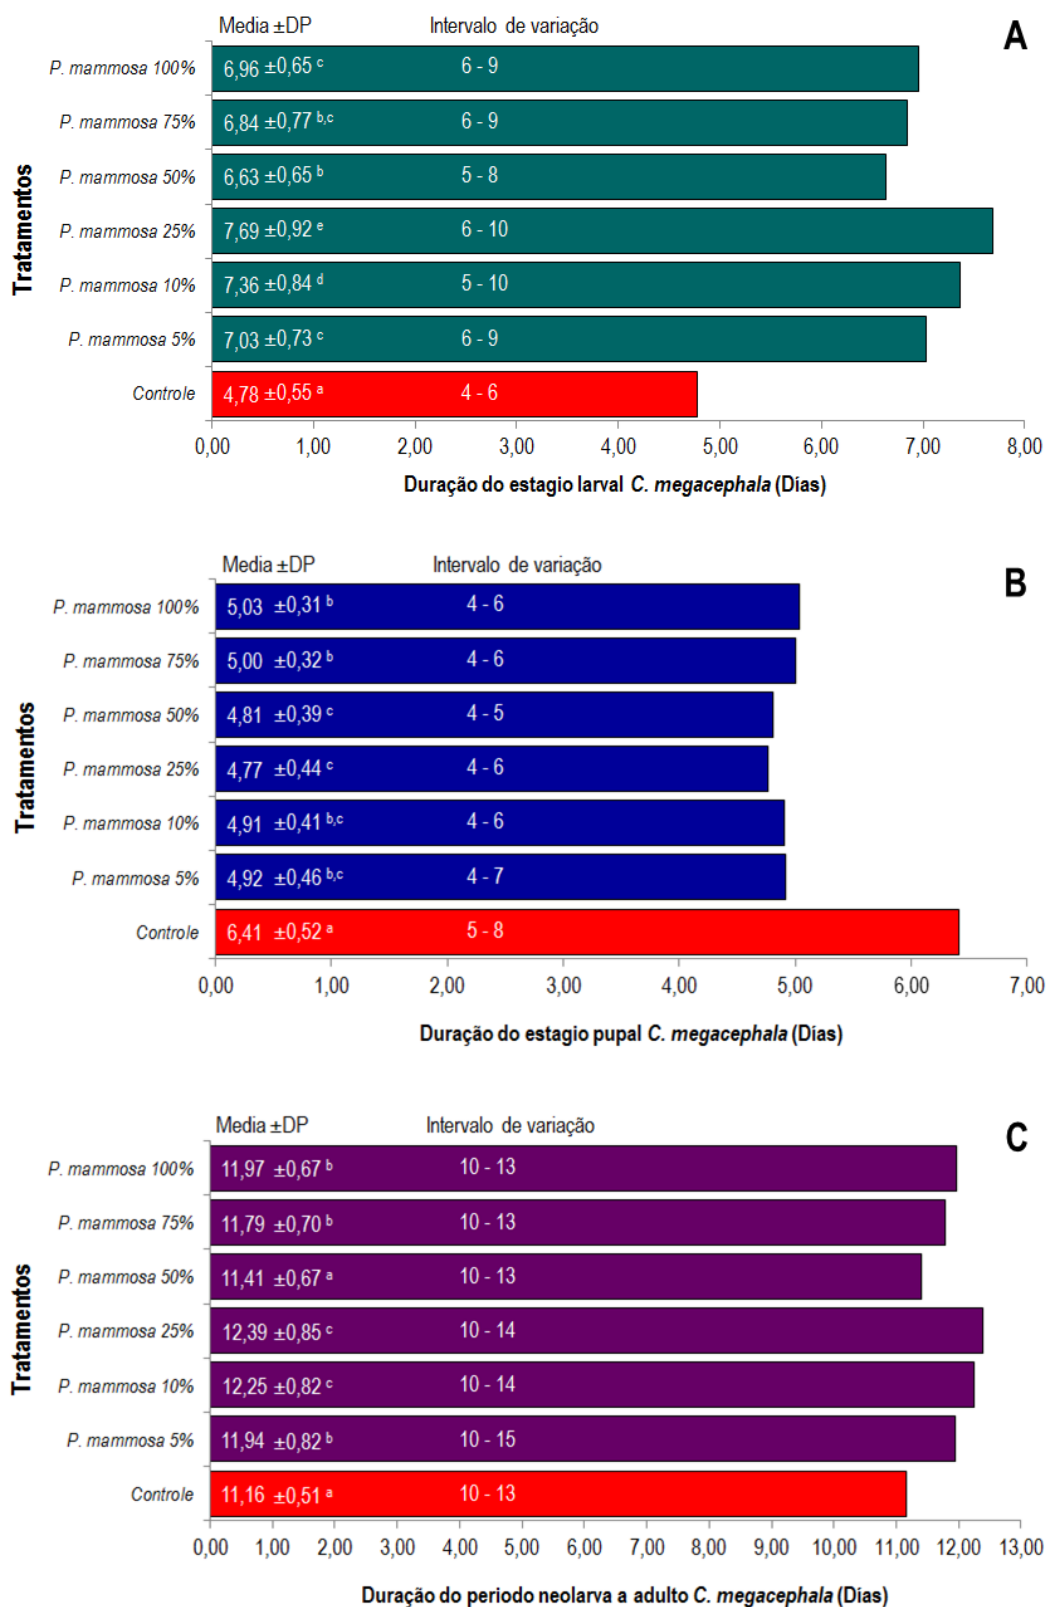 Media ±DP Intervalo de variação
A
P. mammosa 100% 6,96 ±0,65 c 6 - 9
P. mammosa 75% 6,84 ±0,77 b,c 6 - 9
P. mammosa 50% 6,63 ±0,65 b 5 - 8
P. mammosa 25% 7,69 ±0,92 e 6 - 10
P. mammosa 10% 7,36 ±0,84 d 5 - 10
P. mammosa 5% 7,03 ±0,73 c 6 - 9
Controle 4,78 ±0,55 a 4 - 6
Tratamentos
0,00 1,00 2,00 3,00 4,00 5,00 6,00 7,00 8,00
Duração do estagio larval C. megacephala (Días)
Media ±DP Intervalo de variação
B
P. mammosa 100% 5,03 ±0,31 b 4 - 6
P. mammosa 75% 5,00 ±0,32 b 4 - 6
P. mammosa 50% 4,81 ±0,39 c 4 - 5
P. mammosa 25% 4,77 ±0,44 c 4 - 6
P. mammosa 10% 4,91 ±0,41 b,c 4 - 6
P. mammosa 5% 4,92 ±0,46 b,c 4 - 7
Controle 6,41 ±0,52 a 5 - 8
Tratamentos
0,00 1,00 2,00 3,00 4,00 5,00 6,00 7,00
Duração do estagio pupal C. megacephala (Días)
Media ±DP Intervalo de variação
C
P. mammosa 100% 11,97 ±0,67 b 10 - 13
P. mammosa 75% 11,79 ±0,70 b 10 - 13
P. mammosa 50% 11,41 ±0,67 a 10 - 13
P. mammosa 25% 12,39 ±0,85 c 10 - 14
P. mammosa 10% 12,25 ±0,82 c 10 - 14
P. mammosa 5% 11,94 ±0,82 b 10 - 15
Controle 11,16 ±0,51 a 10 - 13
Tratamentos
0,00 1,00 2,00 3,00 4,00 5,00 6,00 7,00 8,00 9,00 10,00 11,00 12,00 13,00
Duração do periodo neolarva a adulto C. megacephala (Días)